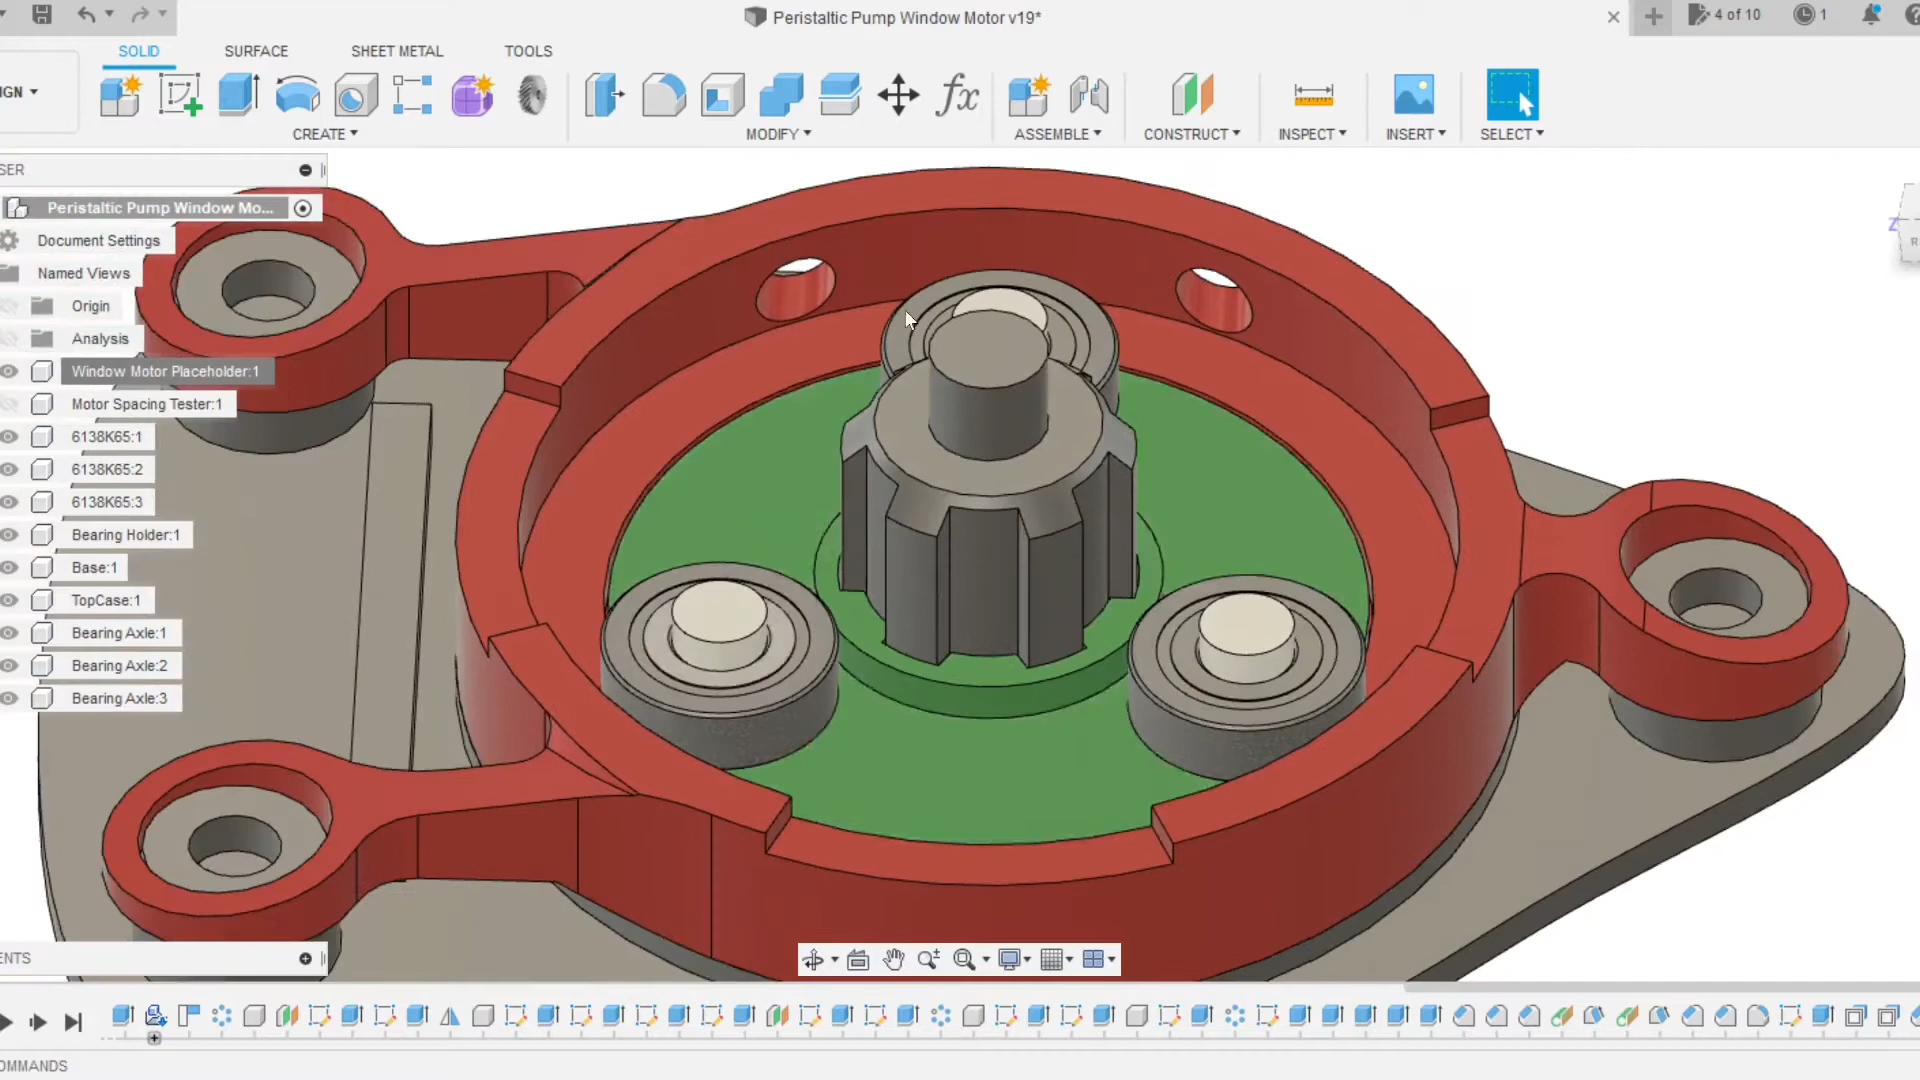 Peristaltic Pump Window Motor v19*
4 of 10
1
SOLID
SURFACE
SHEET METAL
TOOLS
IGN
fx
CREATE
MODIFY
ASSEMBLE
CONSTRUCT
INSPECT
INSERT
SELECT
SER
Peristaltic Pump Window Mo...
Document Settings
Named Views
Origin
Analysis
Window Motor Placeholder:1
Motor Spacing Tester:1
6138K65:1
6138K65:2
6138K65:3
Bearing Holder:1
Base:1
TopCase:1
Bearing Axle:1
Bearing Axle:2
Bearing Axle:3
Z
R
ENTS
OMMANDS